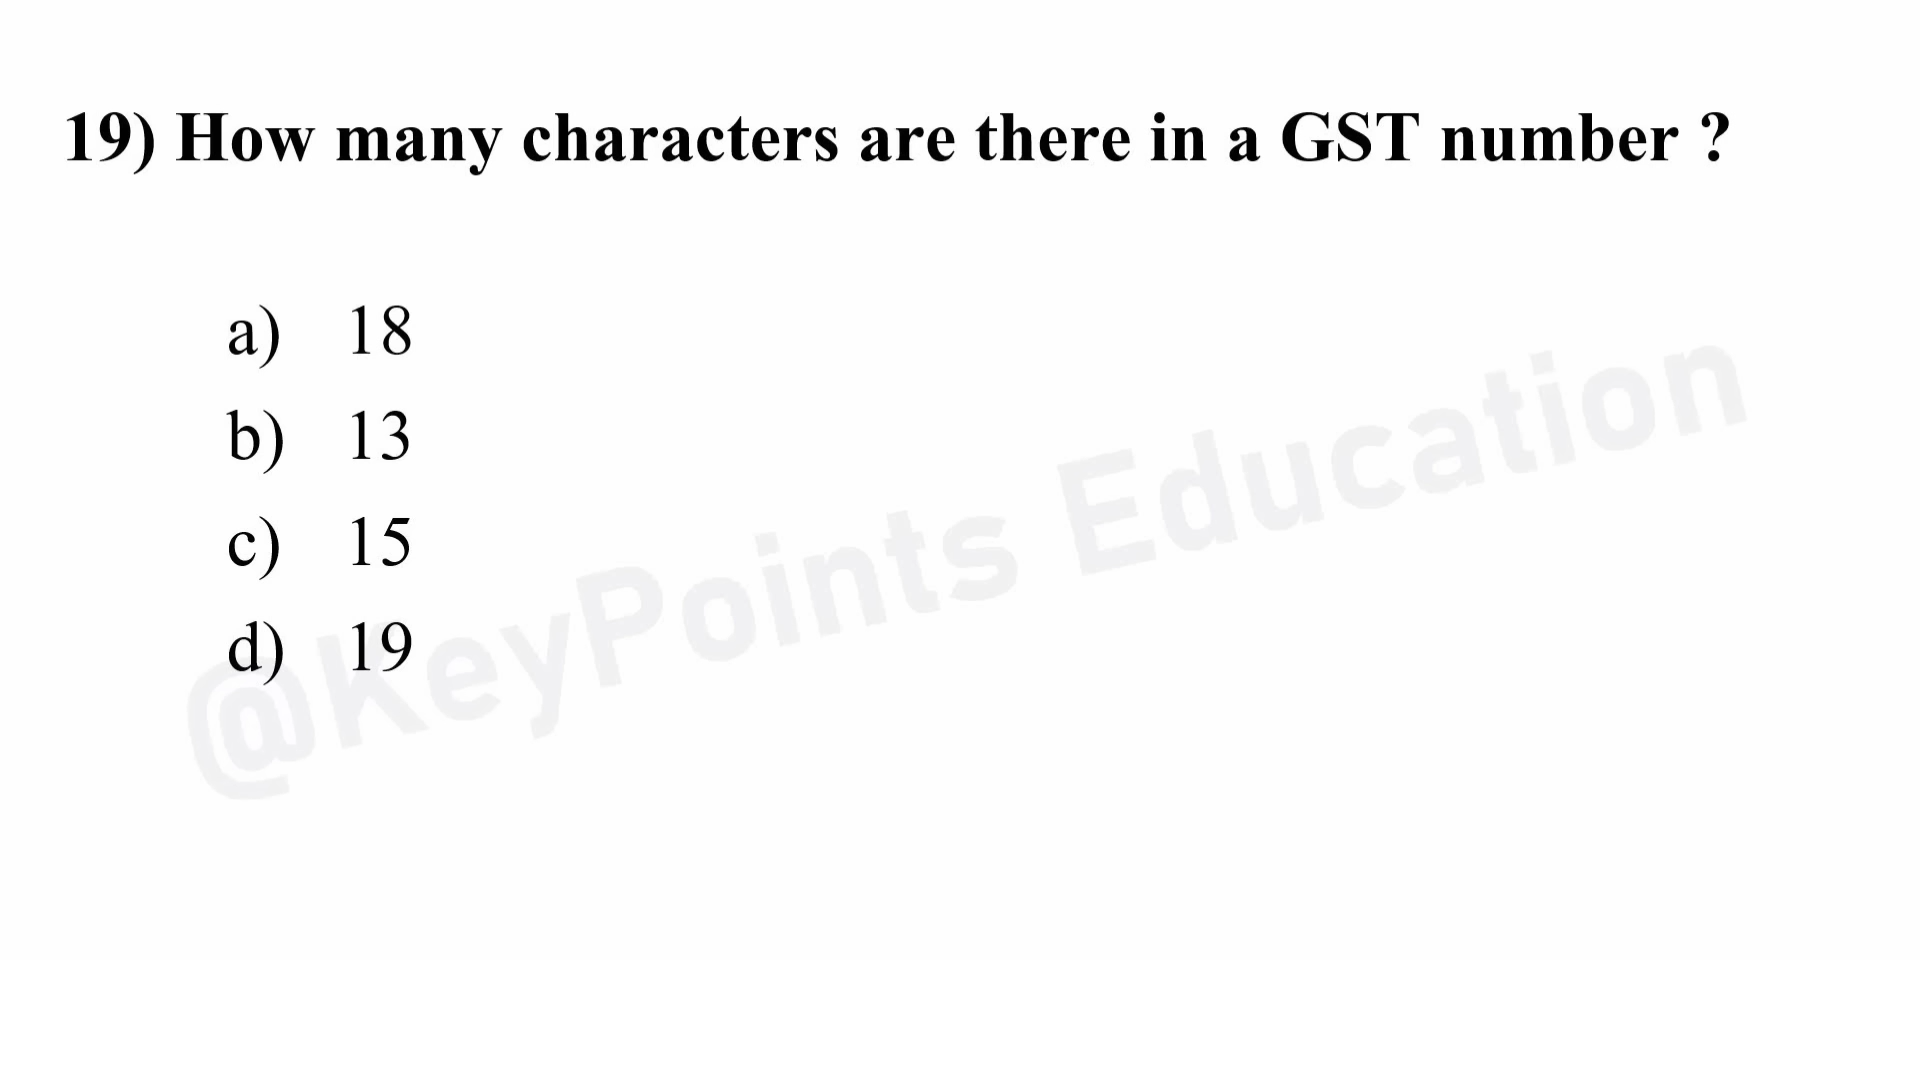 19) How many characters are there in a GST number ?
a) 18
b) 13
c) 15
d) 19
@KeyPoints Education